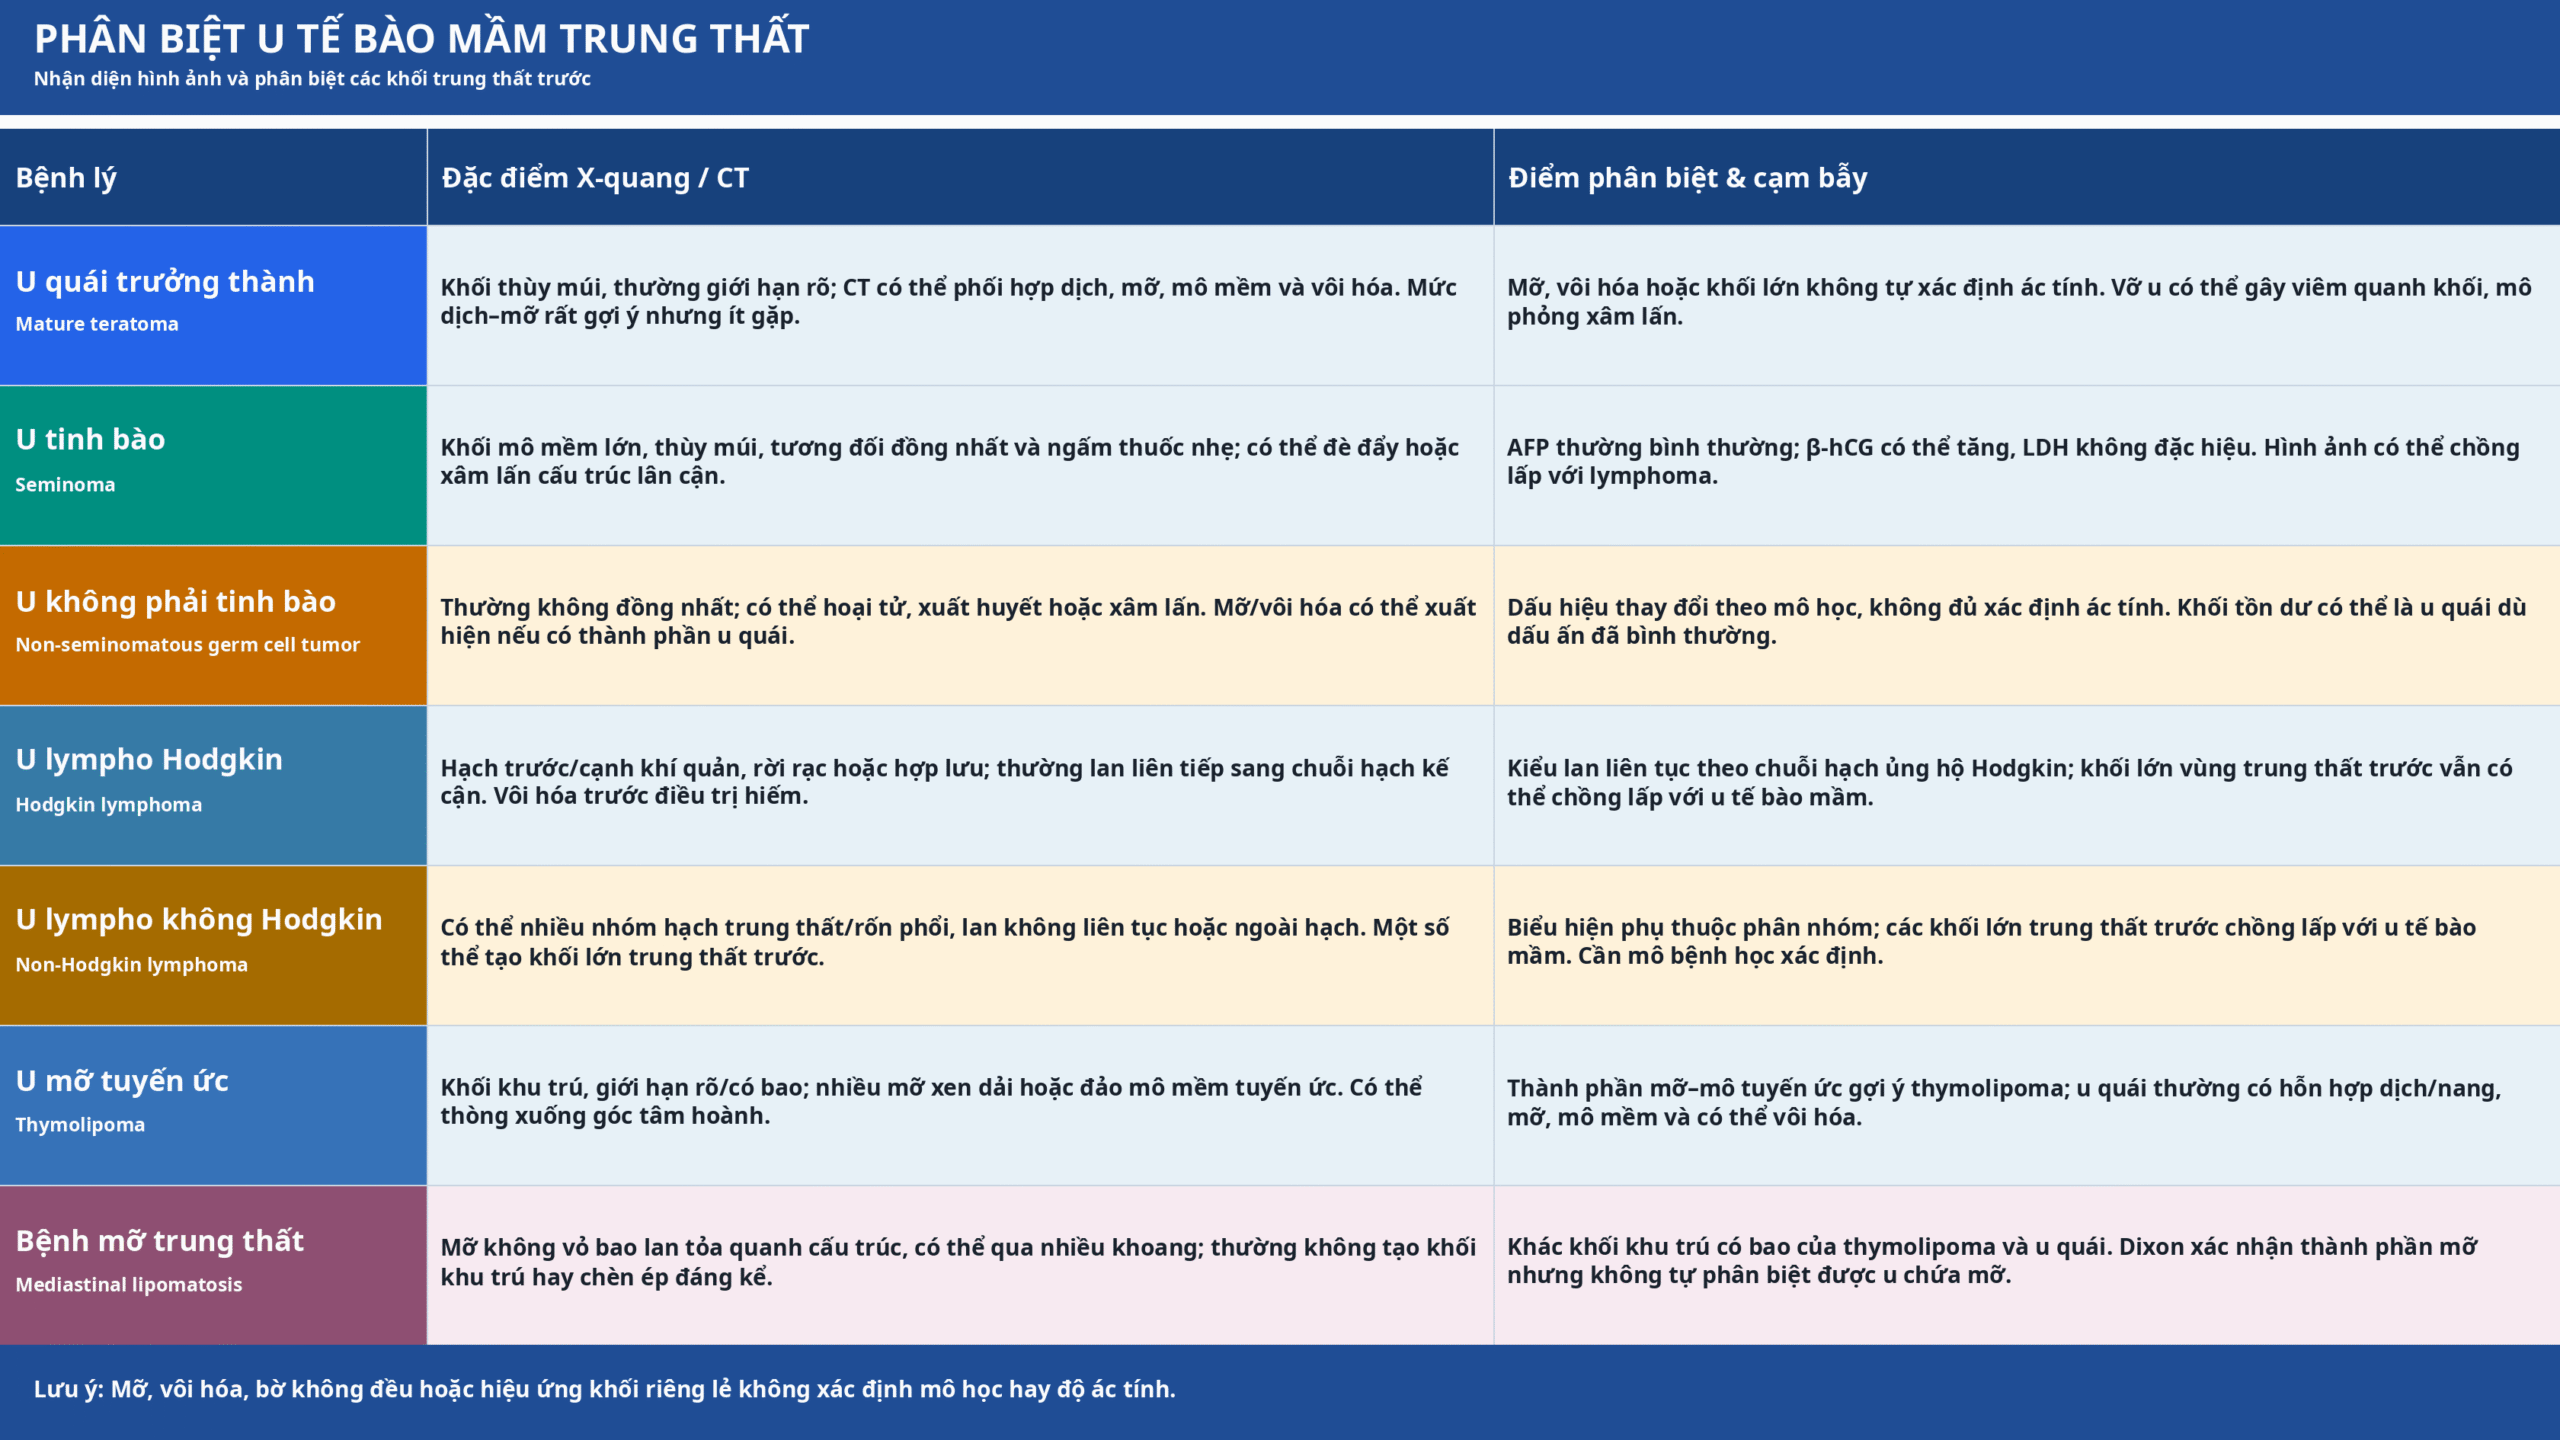 PHÂN BIỆT U TẾ BÀO MẦM TRUNG THẤT
Nhận diện hình ảnh và phân biệt các khối trung thất trước
Bệnh lý
Đặc điểm X-quang / CT
Điểm phân biệt & cạm bẫy
U quái trưởng thành
Mature teratoma
Khối thùy múi, thường giới hạn rõ; CT có thể phối hợp dịch, mỡ, mô mềm và vôi hóa. Mức
dịch–mỡ rất gợi ý nhưng ít gặp.
Mỡ, vôi hóa hoặc khối lớn không tự xác định ác tính. Vỡ u có thể gây viêm quanh khối, mô
phỏng xâm lấn.
U tinh bào
Seminoma
Khối mô mềm lớn, thùy múi, tương đối đồng nhất và ngấm thuốc nhẹ; có thể đè đẩy hoặc
xâm lấn cấu trúc lân cận.
AFP thường bình thường; β-hCG có thể tăng, LDH không đặc hiệu. Hình ảnh có thể chồng
lấp với lymphoma.
U không phải tinh bào
Non-seminomatous germ cell tumor
Thường không đồng nhất; có thể hoại tử, xuất huyết hoặc xâm lấn. Mỡ/vôi hóa có thể xuất
hiện nếu có thành phần u quái.
Dấu hiệu thay đổi theo mô học, không đủ xác định ác tính. Khối tồn dư có thể là u quái dù
dấu ấn đã bình thường.
U lympho Hodgkin
Hodgkin lymphoma
Hạch trước/cạnh khí quản, rời rạc hoặc hợp lưu; thường lan liên tiếp sang chuỗi hạch kế
cận. Vôi hóa trước điều trị hiếm.
Kiểu lan liên tục theo chuỗi hạch ủng hộ Hodgkin; khối lớn vùng trung thất trước vẫn có
thể chồng lấp với u tế bào mầm.
U lympho không Hodgkin
Non-Hodgkin lymphoma
Có thể nhiều nhóm hạch trung thất/rốn phổi, lan không liên tục hoặc ngoài hạch. Một số
thể tạo khối lớn trung thất trước.
Biểu hiện phụ thuộc phân nhóm; các khối lớn trung thất trước chồng lấp với u tế bào
mầm. Cần mô bệnh học xác định.
U mỡ tuyến ức
Thymolipoma
Khối khu trú, giới hạn rõ/có bao; nhiều mỡ xen dải hoặc đảo mô mềm tuyến ức. Có thể
thòng xuống góc tâm hoành.
Thành phần mỡ–mô tuyến ức gợi ý thymolipoma; u quái thường có hỗn hợp dịch/nang,
mỡ, mô mềm và có thể vôi hóa.
Bệnh mỡ trung thất
Mediastinal lipomatosis
Mỡ không vỏ bao lan tỏa quanh cấu trúc, có thể qua nhiều khoang; thường không tạo khối
khu trú hay chèn ép đáng kể.
Khác khối khu trú có bao của thymolipoma và u quái. Dixon xác nhận thành phần mỡ
nhưng không tự phân biệt được u chứa mỡ.
Lưu ý: Mỡ, vôi hóa, bờ không đều hoặc hiệu ứng khối riêng lẻ không xác định mô học hay độ ác tính.